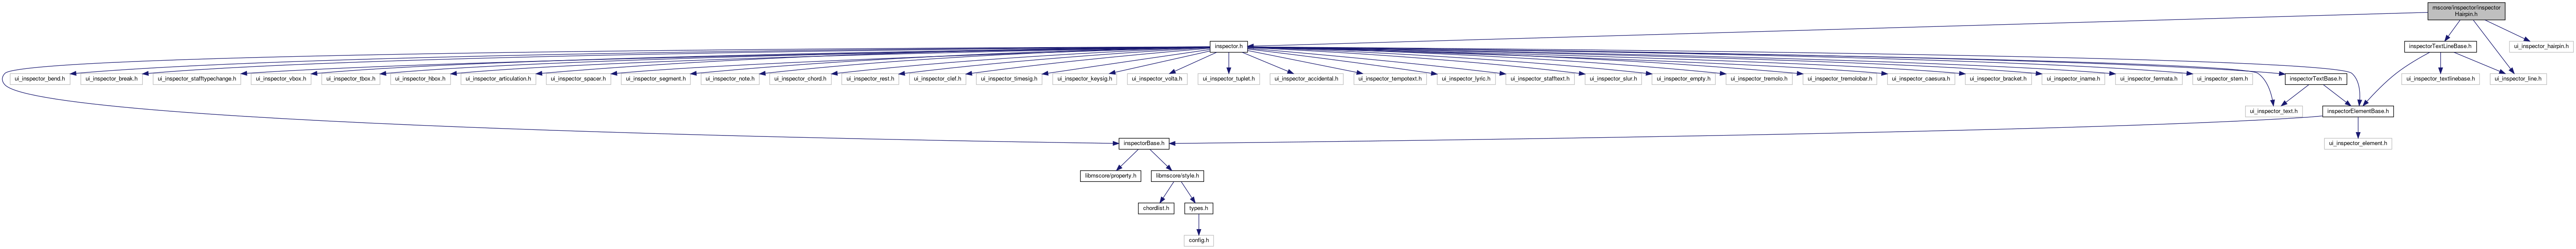 mscore/inspector/inspector
Hairpin.h
inspector.h
inspectorTextLineBase.h
ui_inspector_hairpin.h
ui_inspector_bend.h
ui_inspector_break.h
ui_inspector_stafftypechange.h
ui_inspector_vbox.h
ui_inspector_tbox.h
ui_inspector_hbox.h
ui_inspector_articulation.h
ui_inspector_spacer.h
ui_inspector_segment.h
ui_inspector_note.h
ui_inspector_chord.h
ui_inspector_rest.h
ui_inspector_clef.h
ui_inspector_timesig.h
ui_inspector_keysig.h
ui_inspector_volta.h
ui_inspector_tuplet.h
ui_inspector_accidental.h
ui_inspector_tempotext.h
ui_inspector_lyric.h
ui_inspector_stafftext.h
ui_inspector_slur.h
ui_inspector_empty.h
ui_inspector_tremolo.h
ui_inspector_tremolobar.h
ui_inspector_caesura.h
ui_inspector_bracket.h
ui_inspector_iname.h
ui_inspector_fermata.h
ui_inspector_stem.h
inspectorTextBase.h
ui_inspector_textlinebase.h
ui_inspector_line.h
ui_inspector_text.h
inspectorElementBase.h
inspectorBase.h
ui_inspector_element.h
libmscore/property.h
libmscore/style.h
chordlist.h
types.h
config.h